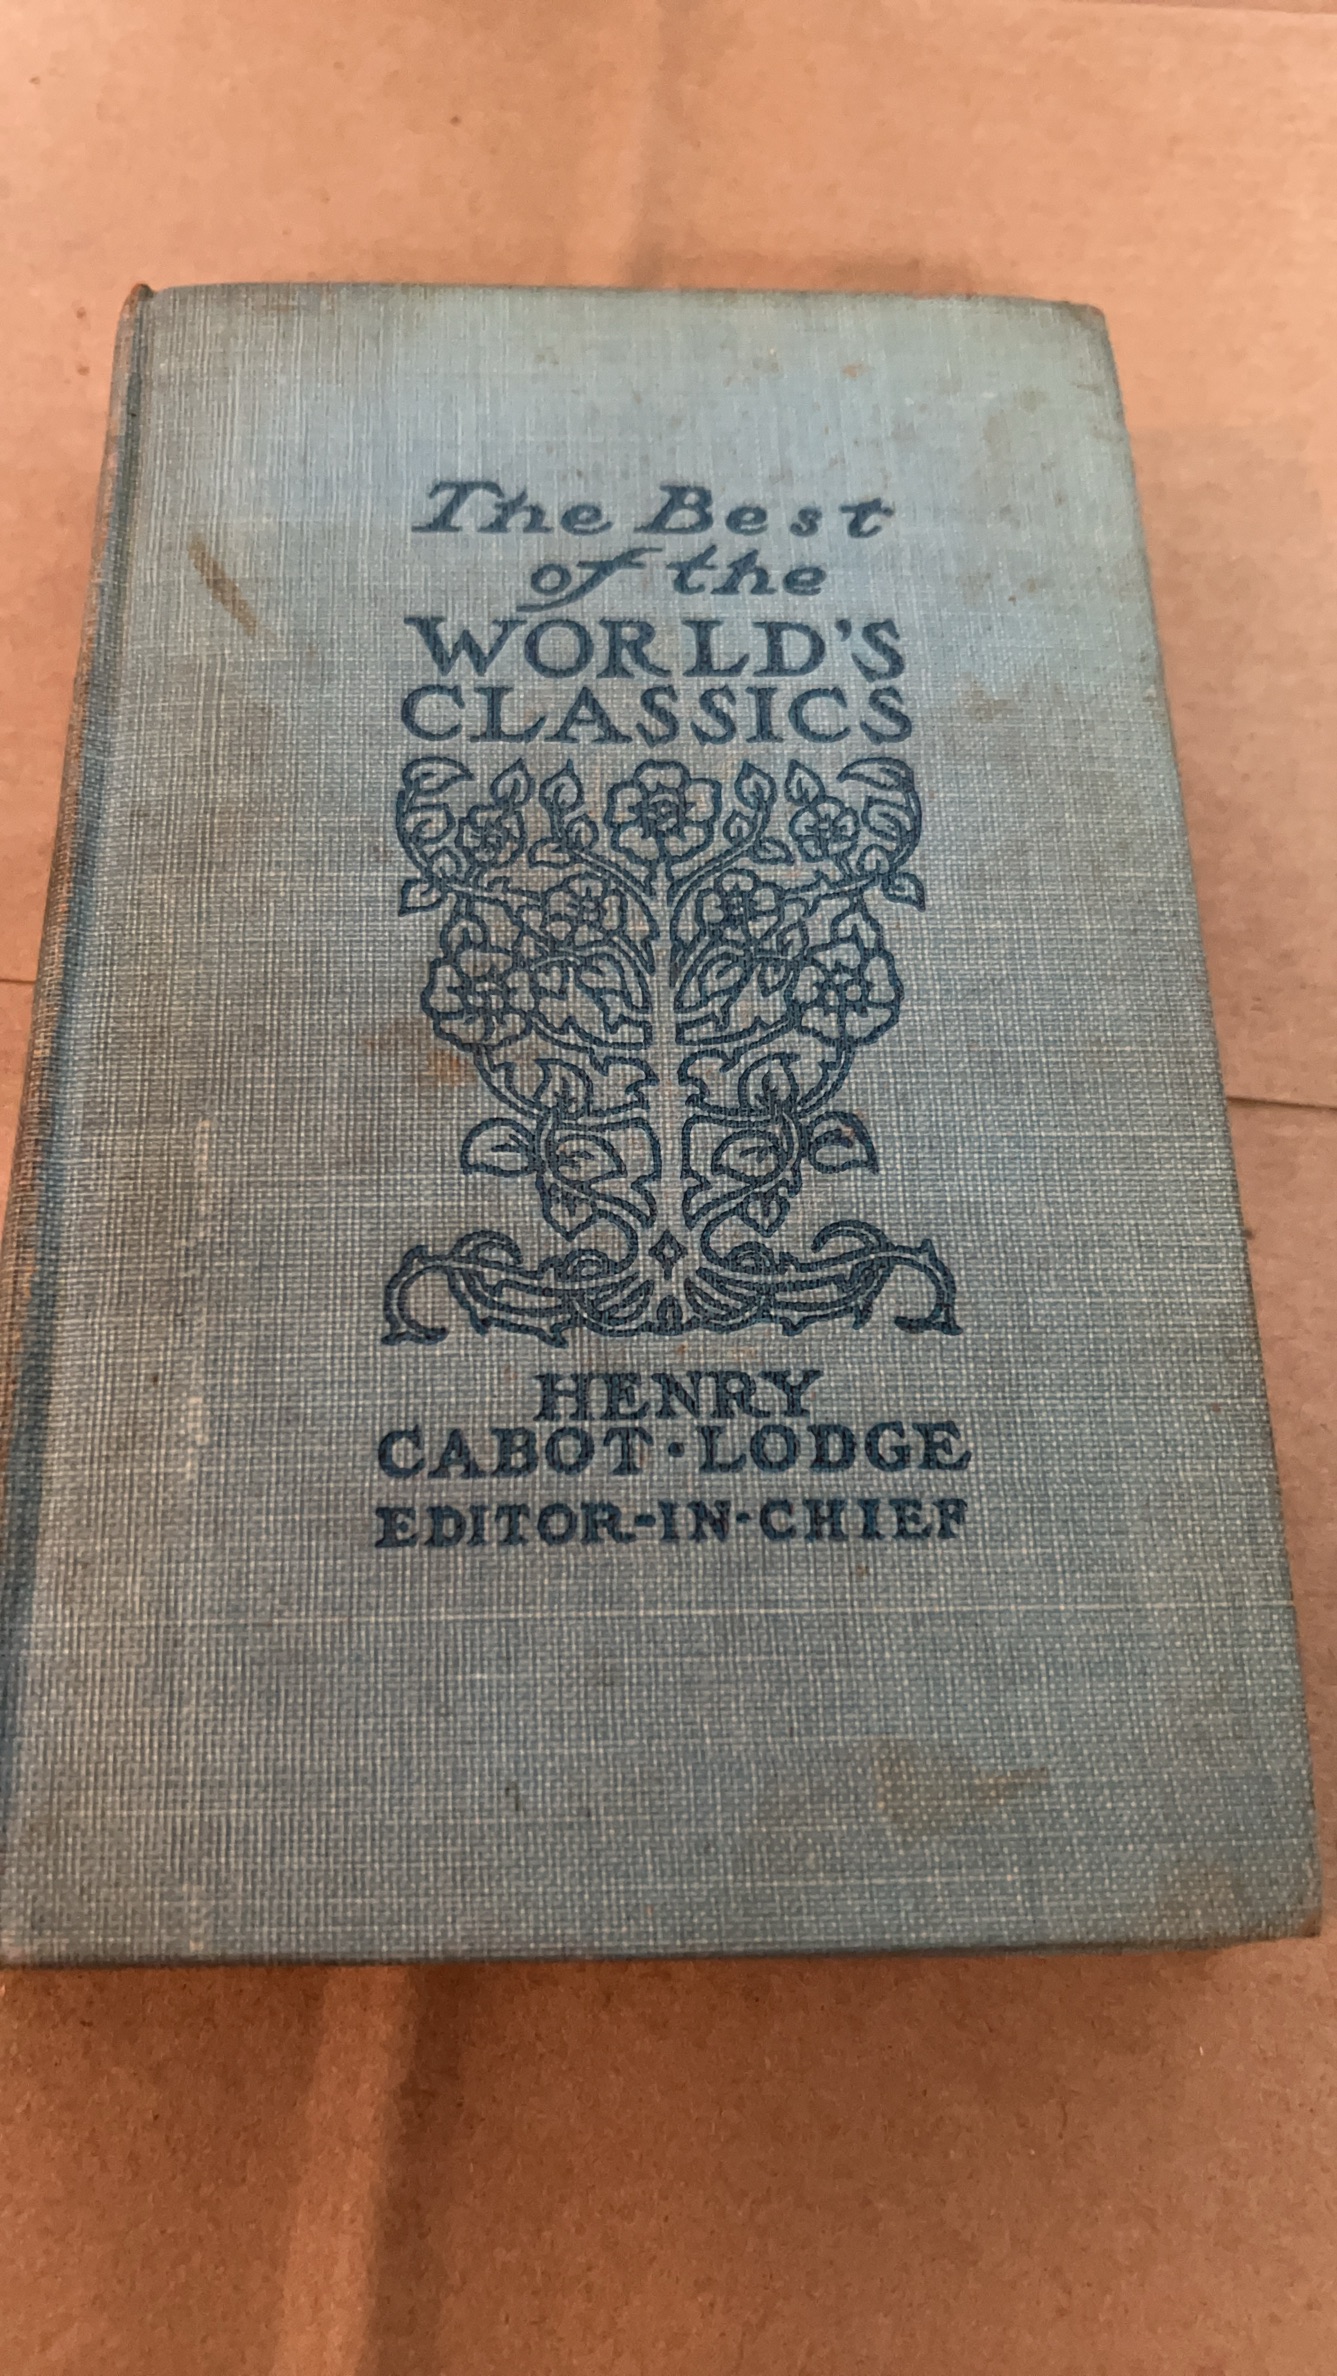 The Best
of the
WORLD'S
CLASSICS
HENRY
CABOT·LODGE
EDITOR-IN-CHIEF